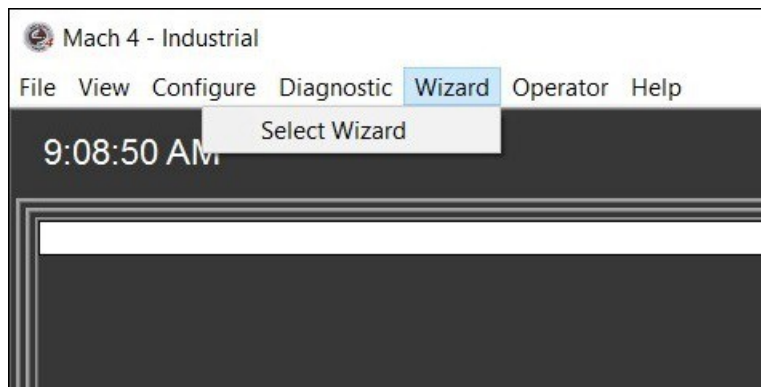 Mach 4 - Industrial
File View Configure Diagnostic Wizard Operator Help
Select Wizard
9:08:50 AM